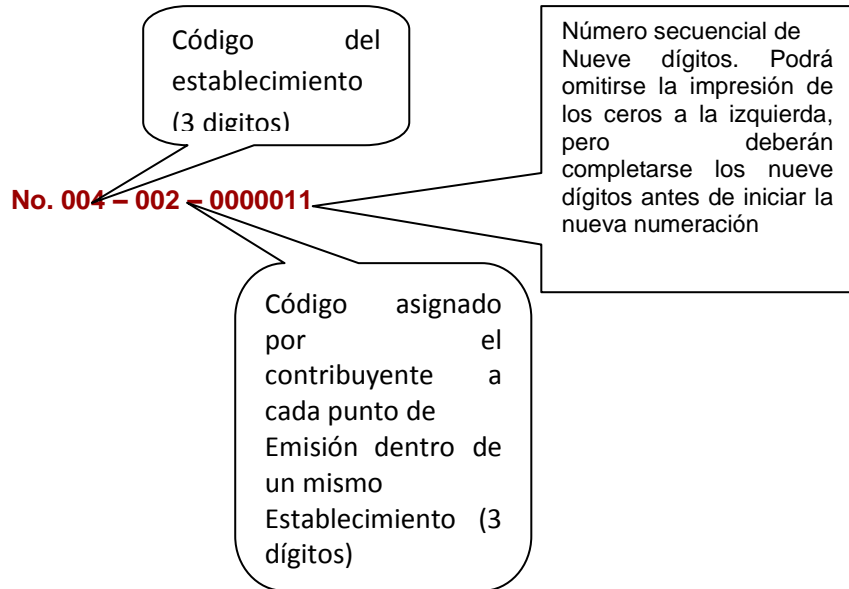 Código del
establecimiento
(3 digitos)
Número secuencial de
Nueve dígitos. Podrá
omitirse la impresión de
los ceros a la izquierda,
pero deberán
completarse los nueve
dígitos antes de iniciar la
nueva numeración
No. 004 – 002 – 0000011
Código asignado
por el
contribuyente a
cada punto de
Emisión dentro de
un mismo
Establecimiento (3
dígitos)